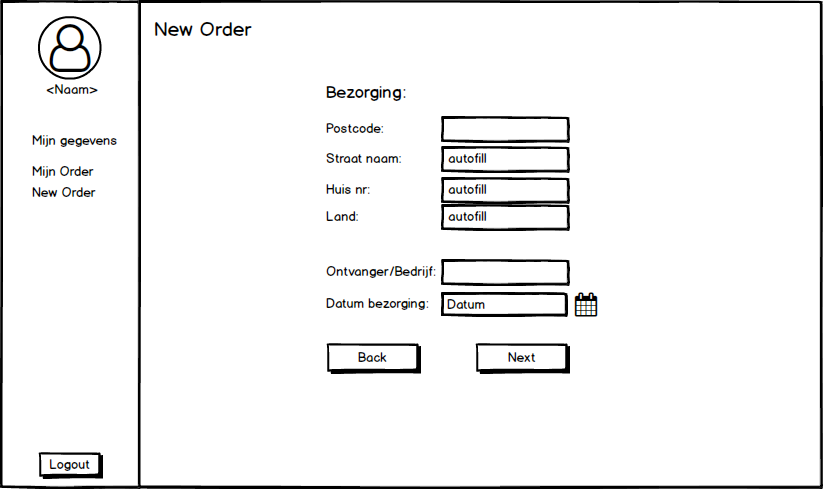 <Naam>
Mijn gegevens
Mijn Order
New Order
Logout
New Order
Bezorging:
Postcode:
Straat naam: autofill
Huis nr: autofill
Land: autofill
Ontvanger/Bedrijf:
Datum bezorging: Datum
Back Next